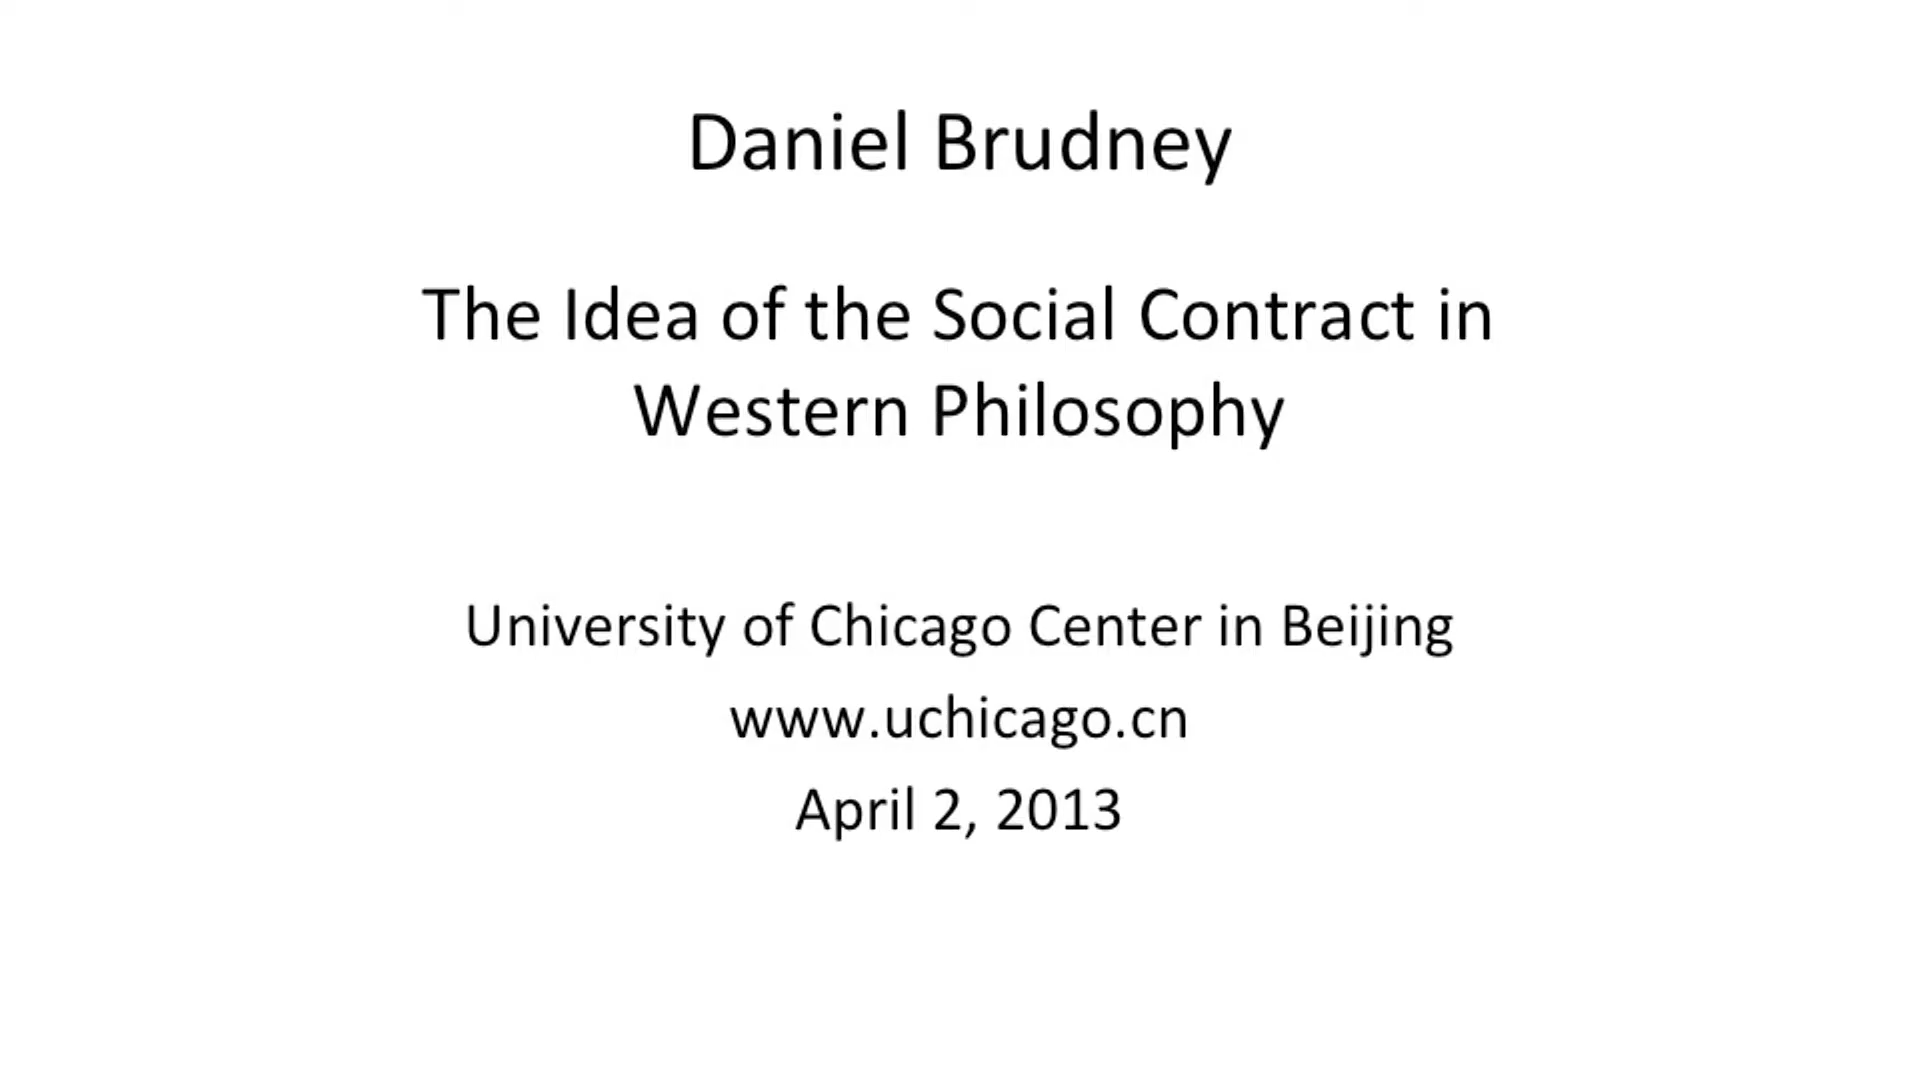 Daniel Brudney
The Idea of the Social Contract in
Western Philosophy
University of Chicago Center in Beijing
www.uchicago.cn
April 2, 2013